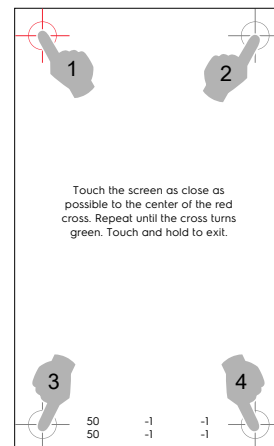 1
2
Touch the screen as close as
possible to the center of the red
cross. Repeat until the cross turns
green. Touch and hold to exit.
3
4
50 -1 -1
50 -1 -1